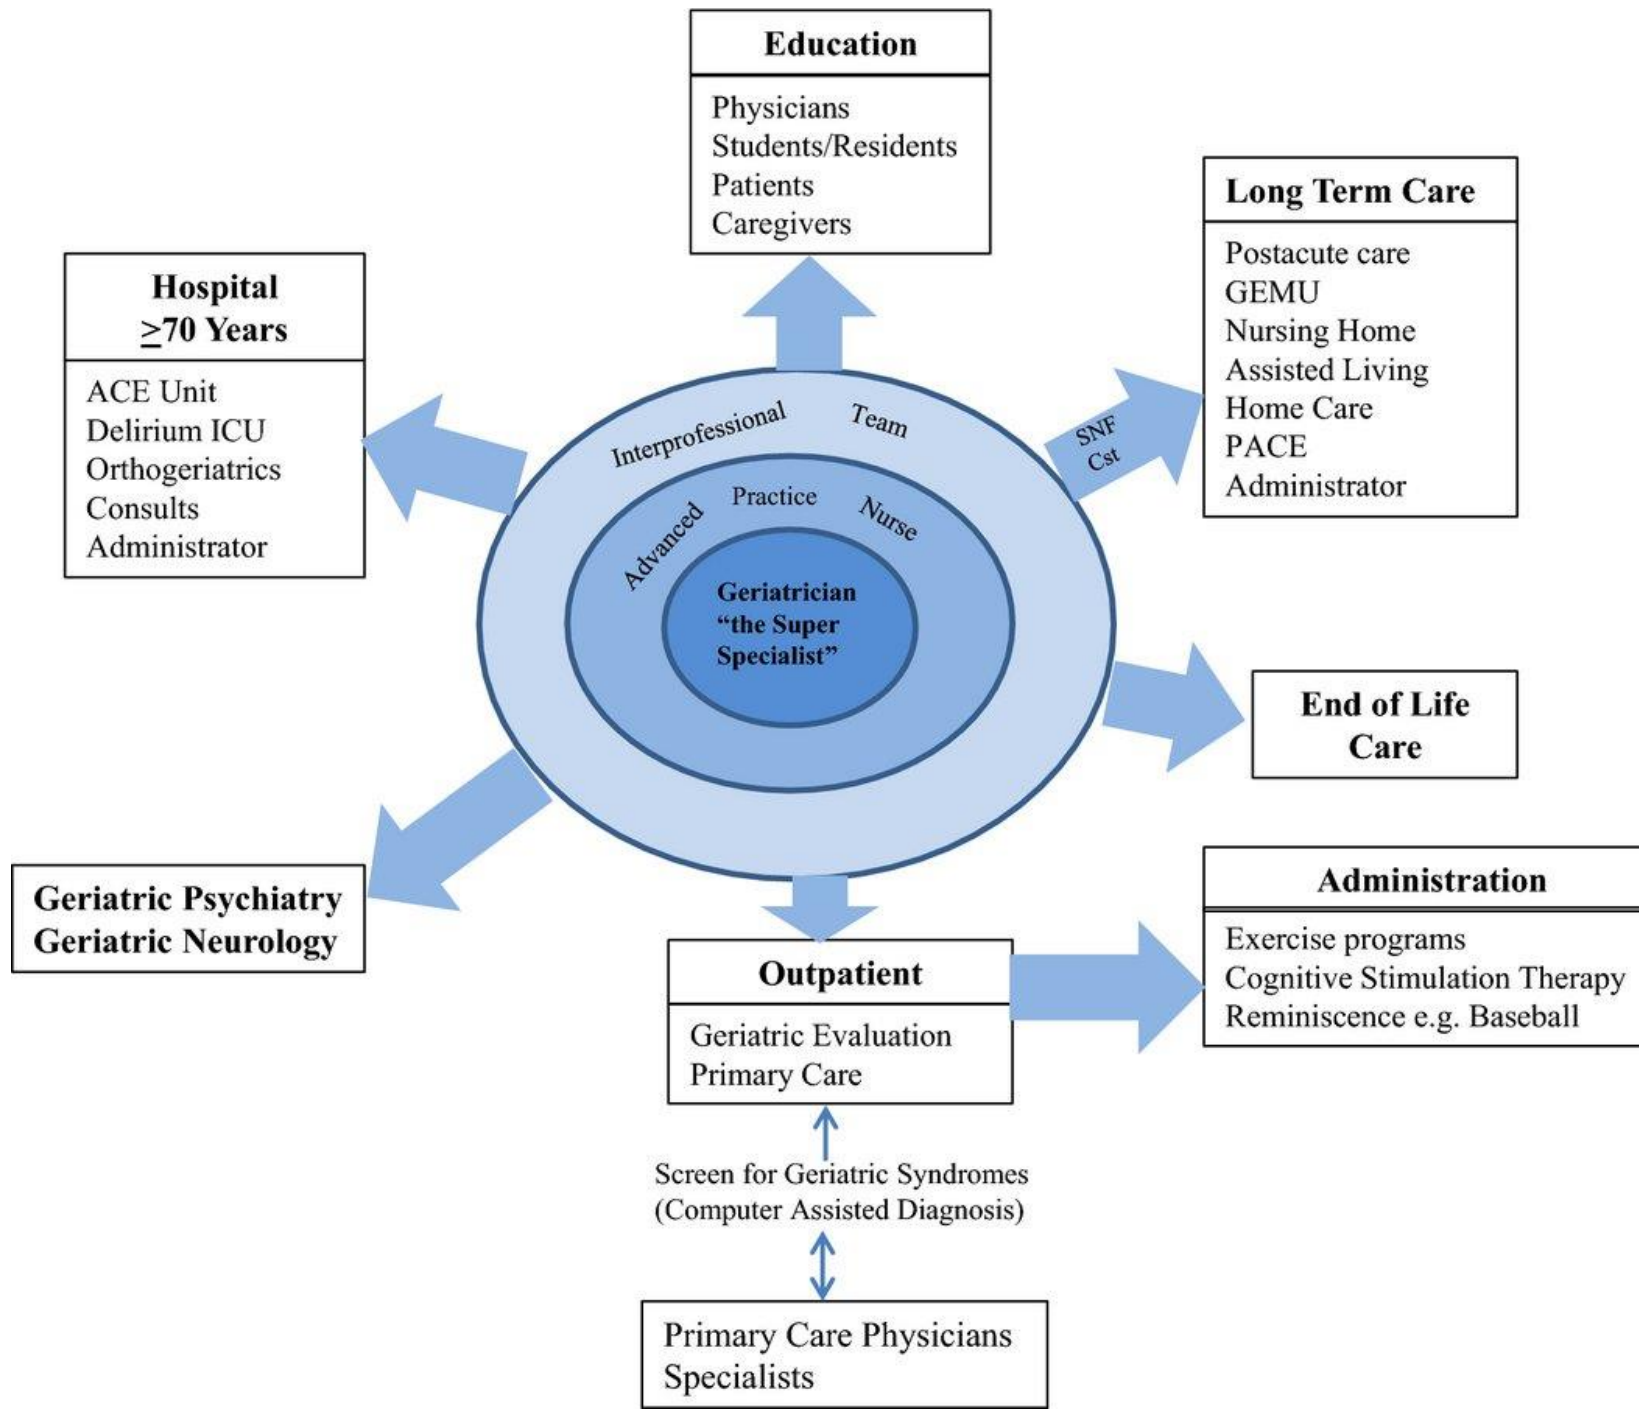 Education
Physicians
Students/Residents
Patients
Caregivers
Long Term Care
Postacute care
GEMU
Nursing Home
Assisted Living
Home Care
PACE
Administrator
Hospital
≥70 Years
ACE Unit
Delirium ICU
Orthogeriatrics
Consults
Administrator
Interprofessional Team
Advanced Practice Nurse
Geriatrician
“the Super
Specialist”
SNF
Cst
End of Life
Care
Geriatric Psychiatry
Geriatric Neurology
Outpatient
Geriatric Evaluation
Primary Care
Administration
Exercise programs
Cognitive Stimulation Therapy
Reminiscence e.g. Baseball
Screen for Geriatric Syndromes
(Computer Assisted Diagnosis)
Primary Care Physicians
Specialists